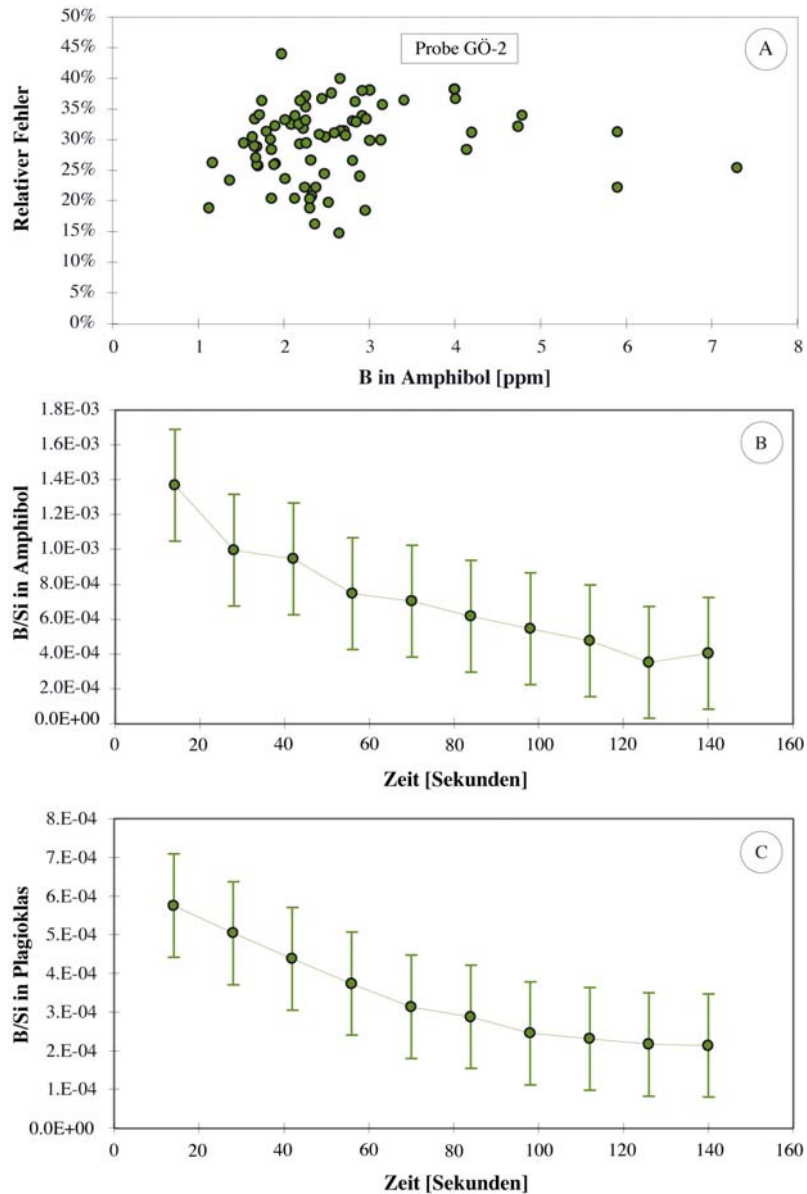 50%
45%
40%
35%
30%
25%
20%
15%
10%
5%
0%
Relativer Fehler
Probe GÖ-2
A
0 1 2 3 4 5 6 7 8
B in Amphibol [ppm]
1.8E-03
1.6E-03
1.4E-03
1.2E-03
1.0E-03
8.0E-04
6.0E-04
4.0E-04
2.0E-04
0.0E+00
B/Si in Amphibol
B
0 20 40 60 80 100 120 140 160
Zeit [Sekunden]
8.E-04
7.E-04
6.E-04
5.E-04
4.E-04
3.E-04
2.E-04
1.E-04
0.0E+00
B/Si in Plagioklas
C
0 20 40 60 80 100 120 140 160
Zeit [Sekunden]